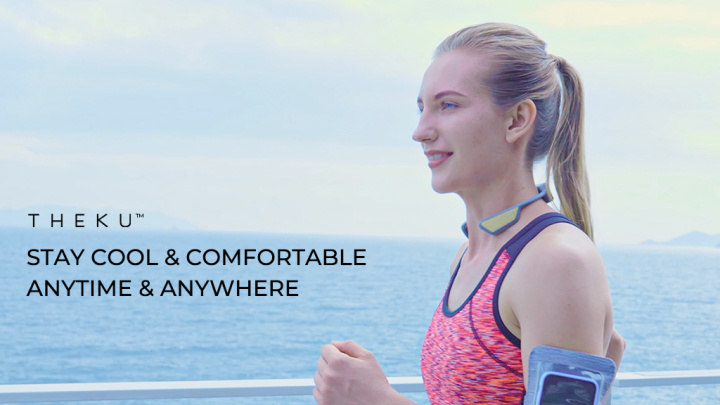 THEKU™
STAY COOL & COMFORTABLE
ANYTIME & ANYWHERE